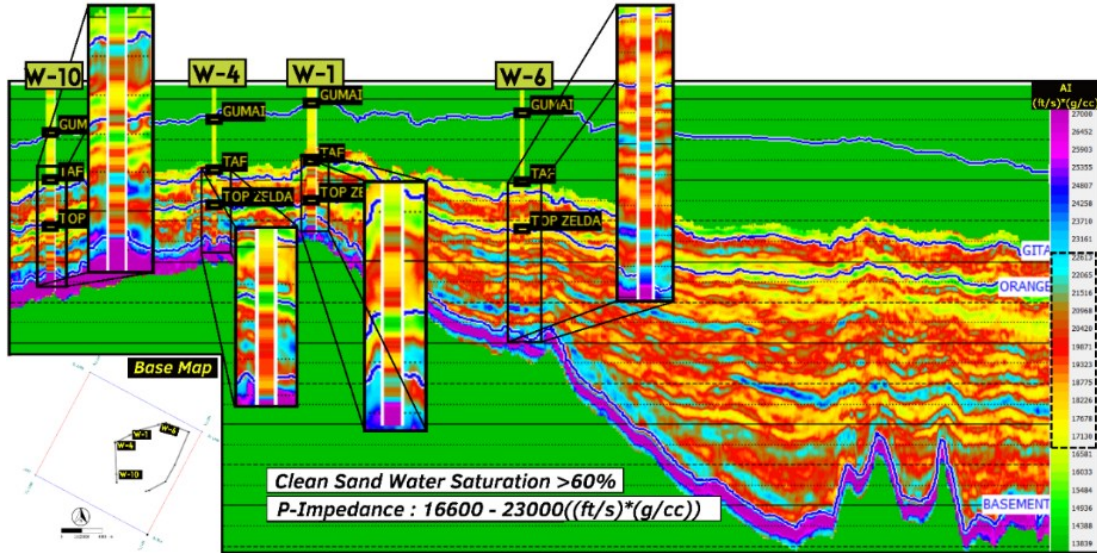 W-10
W-4
W-1
W-6
GUM
GUMAI
GUMAI
GUMAI
TAF
TAF
TAF
TAF
TOP
TOP ZELDA
TOP ZE
TOP ZELDA
GITA
ORANGE
BASEMENT
AI
(ft/s)*(g/cc)
27000
26452
25903
25355
24807
24258
23710
23161
22613
22065
21516
20968
20420
19871
19323
18775
18226
17678
17130
16581
16033
15484
14936
14388
13839
Base Map
W-1
W-6
W-4
W-10
Clean Sand Water Saturation >60%
P-Impedance : 16600 - 23000((ft/s)*(g/cc))